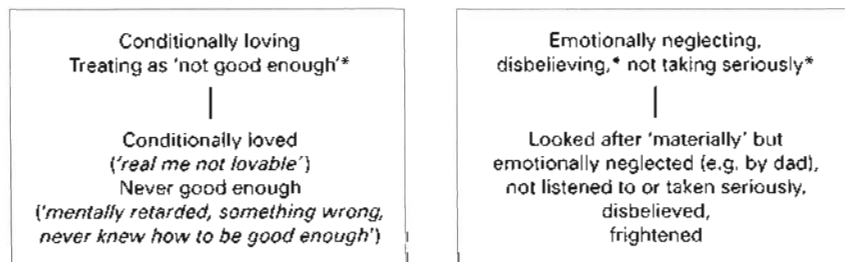 Conditionally loving
Treating as 'not good enough'*
Conditionally loved
('real me not lovable')
Never good enough
('mentally retarded, something wrong,
never knew how to be good enough')
Emotionally neglecting,
disbelieving,* not taking seriously*
Looked after 'materially' but
emotionally neglected (e.g. by dad),
not listened to or taken seriously,
disbelieved,
frightened